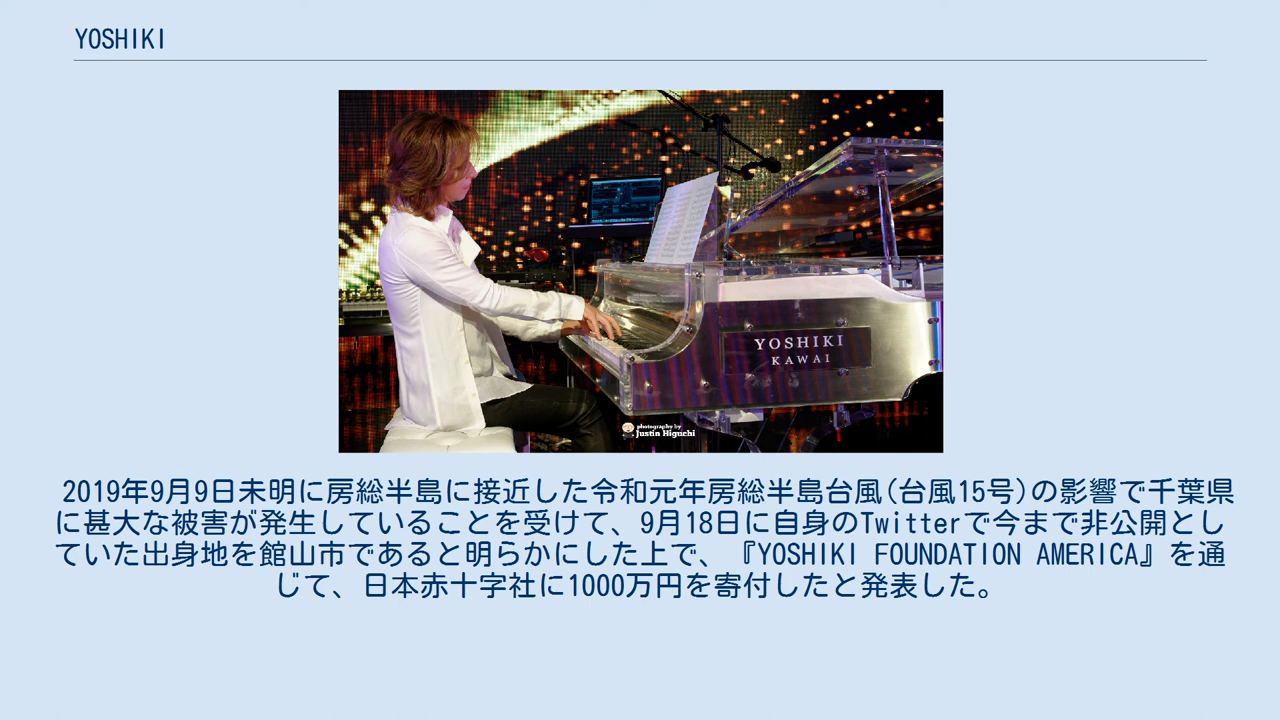 YOSHIKI
YOSHIKI
KAWAI
photography by
Justin Higuchi
2019年9月9日未明に房総半島に接近した令和元年房総半島台風(台風15号)の影響で千葉県
に甚大な被害が発生していることを受けて、9月18日に自身のTwitterで今まで非公開とし
ていた出身地を館山市であると明らかにした上で、『YOSHIKI FOUNDATION AMERICA』を通
じて、日本赤十字社に1000万円を寄付したと発表した。